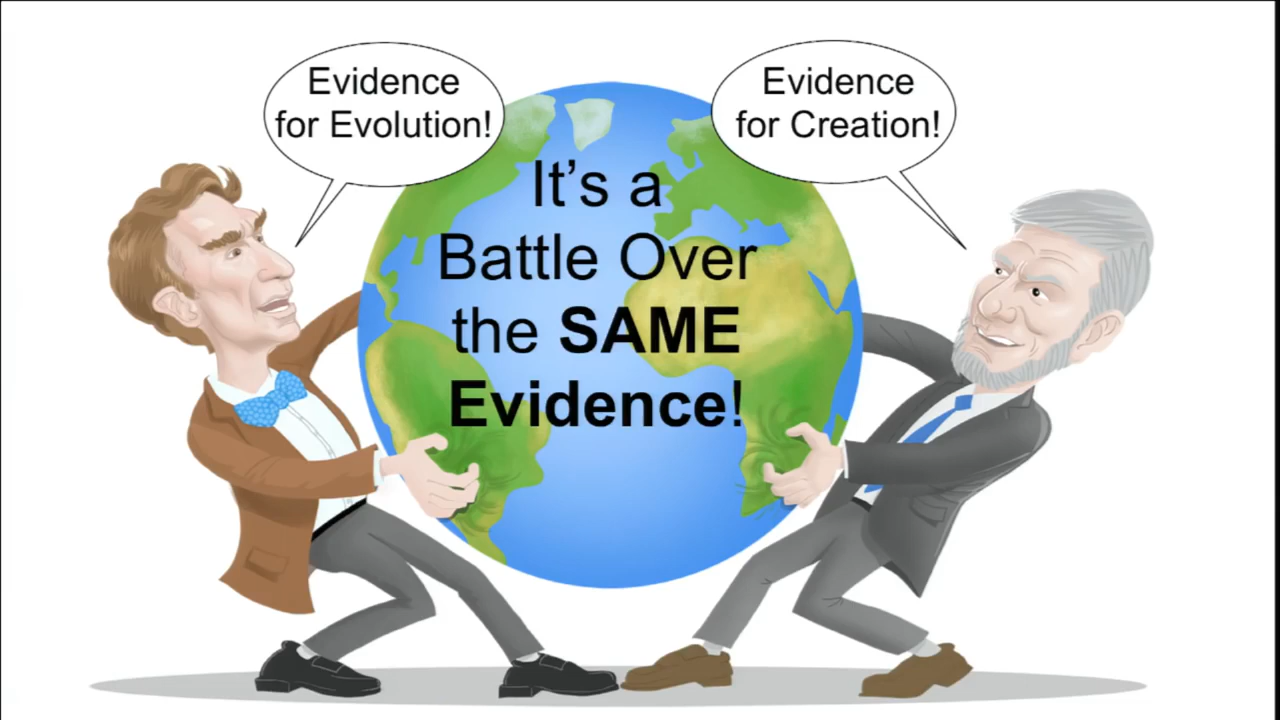 Evidence
for Evolution!
Evidence
for Creation!
It’s a
Battle Over
the SAME
Evidence!